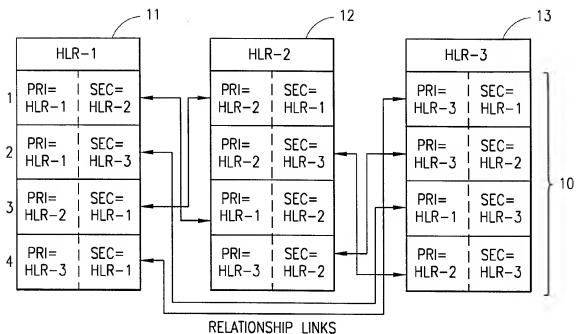 11 12 13
HLR-1 HLR-2 HLR-3
1 PRI= SEC= PRI= SEC= PRI= SEC=
HLR-1 HLR-2 HLR-2 HLR-1 HLR-3 HLR-1
2 PRI= SEC= PRI= SEC= PRI= SEC=
HLR-1 HLR-3 HLR-2 HLR-3 HLR-3 HLR-2
10
3 PRI= SEC= PRI= SEC= PRI= SEC=
HLR-2 HLR-1 HLR-1 HLR-2 HLR-1 HLR-3
4 PRI= SEC= PRI= SEC= PRI= SEC=
HLR-3 HLR-1 HLR-3 HLR-2 HLR-2 HLR-3
RELATIONSHIP LINKS